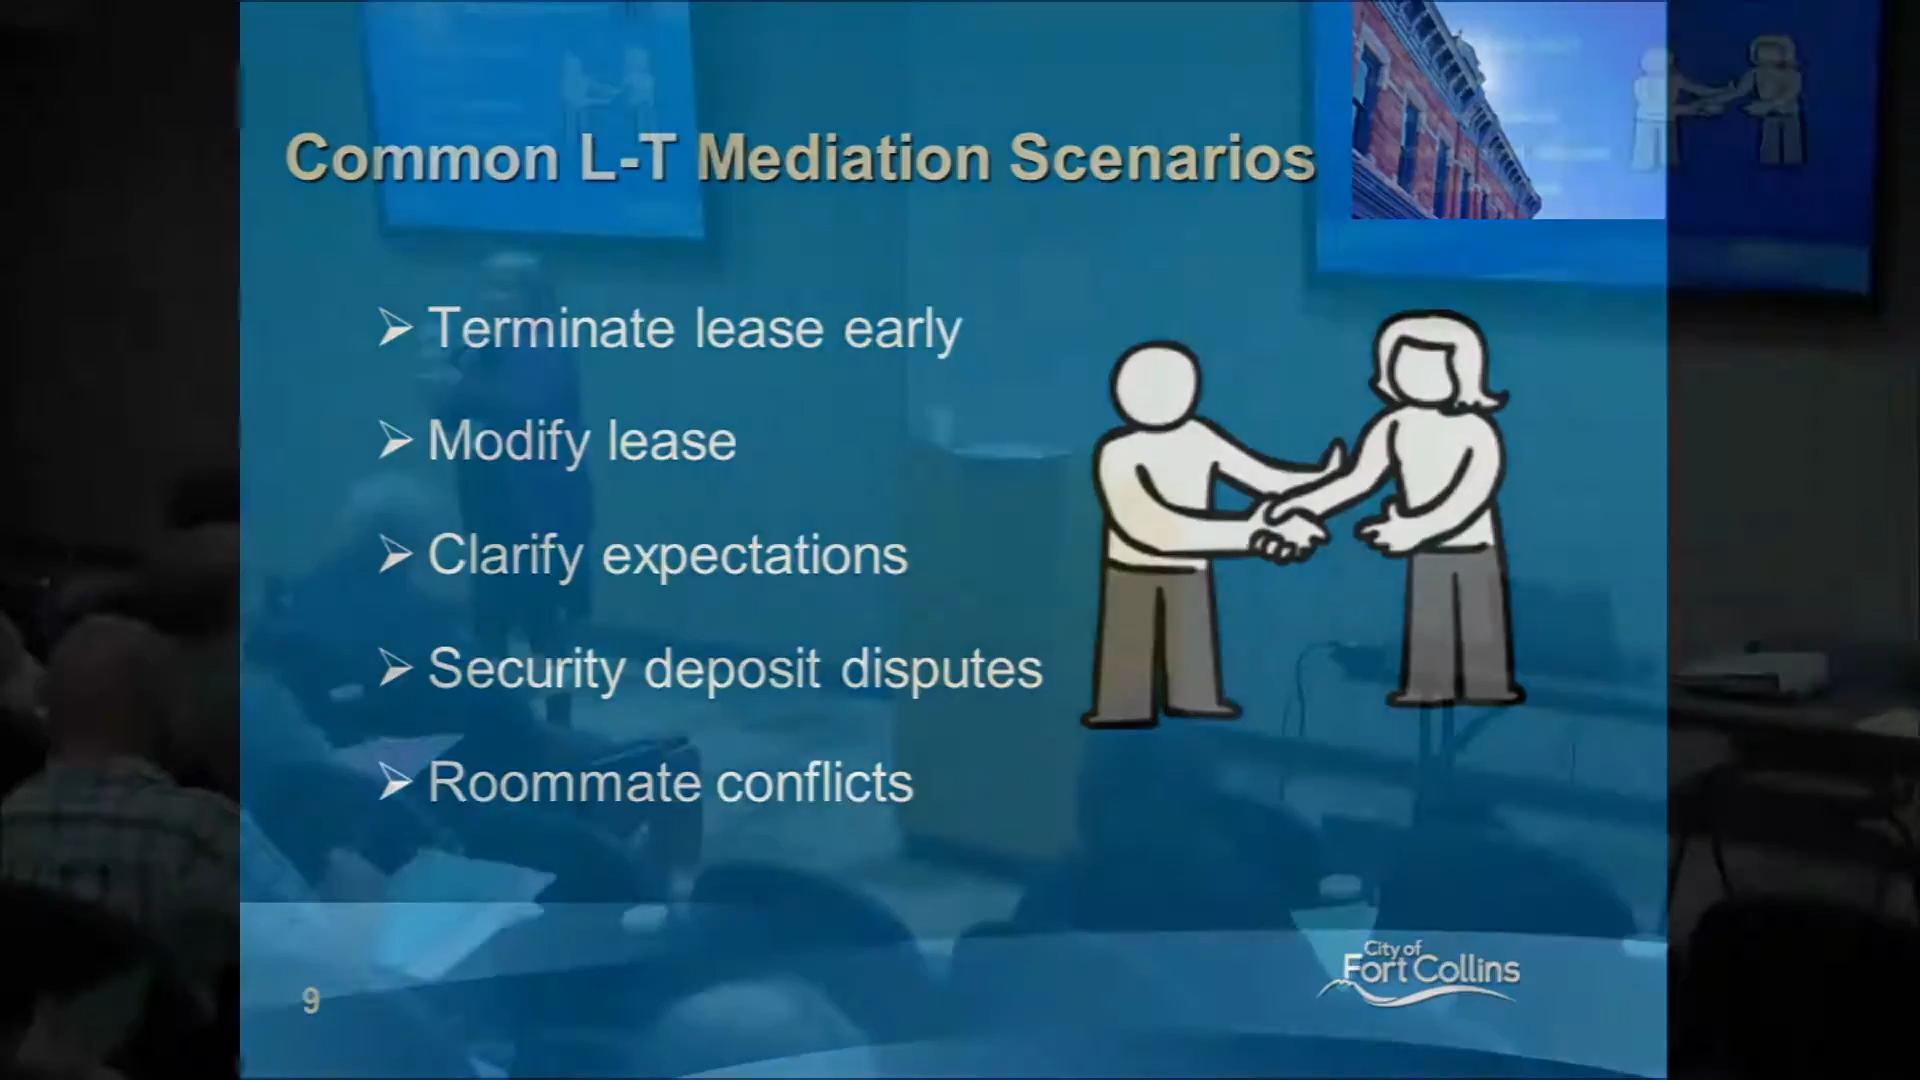 Common L-T Mediation Scenarios
➢ Terminate lease early
➢ Modify lease
➢ Clarify expectations
➢ Security deposit disputes
➢ Roommate conflicts
City of
Fort Collins
9